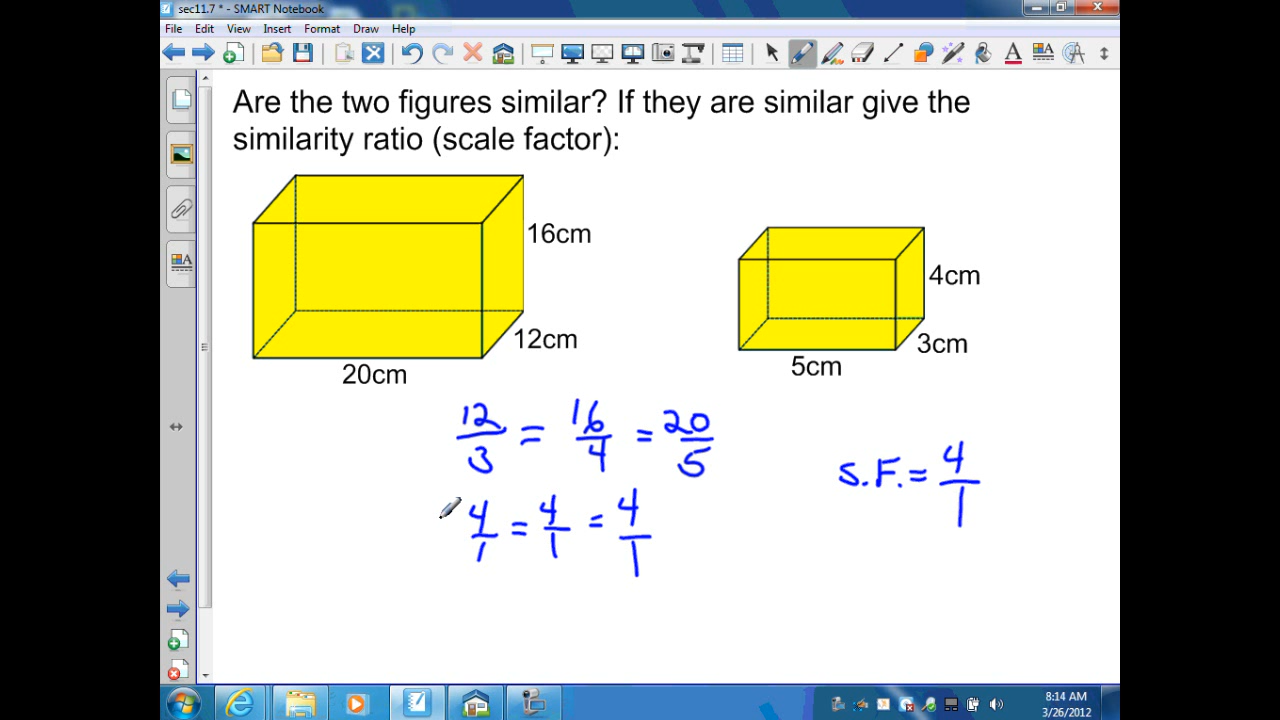 sec11.7 * - SMART Notebook
File Edit View Insert Format Draw Help
Are the two figures similar? If they are similar give the
similarity ratio (scale factor):
16cm
12cm
20cm
4cm
3cm
5cm
12/3 = 16/4 = 20/5
4/1 = 4/1 = 4/1
S.F. = 4/1
8:14 AM
3/26/2012